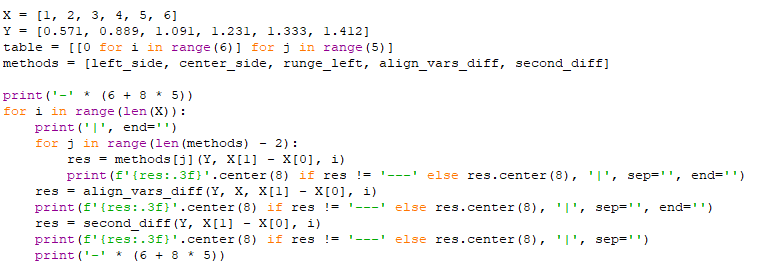 X = [1, 2, 3, 4, 5, 6]
Y = [0.571, 0.889, 1.091, 1.231, 1.333, 1.412]
table = [[0 for i in range(6)] for j in range(5)]
methods = [left_side, center_side, runge_left, align_vars_diff, second_diff]

print('-' * (6 + 8 * 5))
for i in range(len(X)):
    print('|', end='')
    for j in range(len(methods) - 2):
        res = methods[j](Y, X[1] - X[0], i)
        print(f'{res:.3f}'.center(8) if res != '---' else res.center(8), '|', sep='', end='')
    res = align_vars_diff(Y, X, X[1] - X[0], i)
    print(f'{res:.3f}'.center(8) if res != '---' else res.center(8), '|', sep='', end='')
    res = second_diff(Y, X[1] - X[0], i)
    print(f'{res:.3f}'.center(8) if res != '---' else res.center(8), '|', sep='')
    print('-' * (6 + 8 * 5))